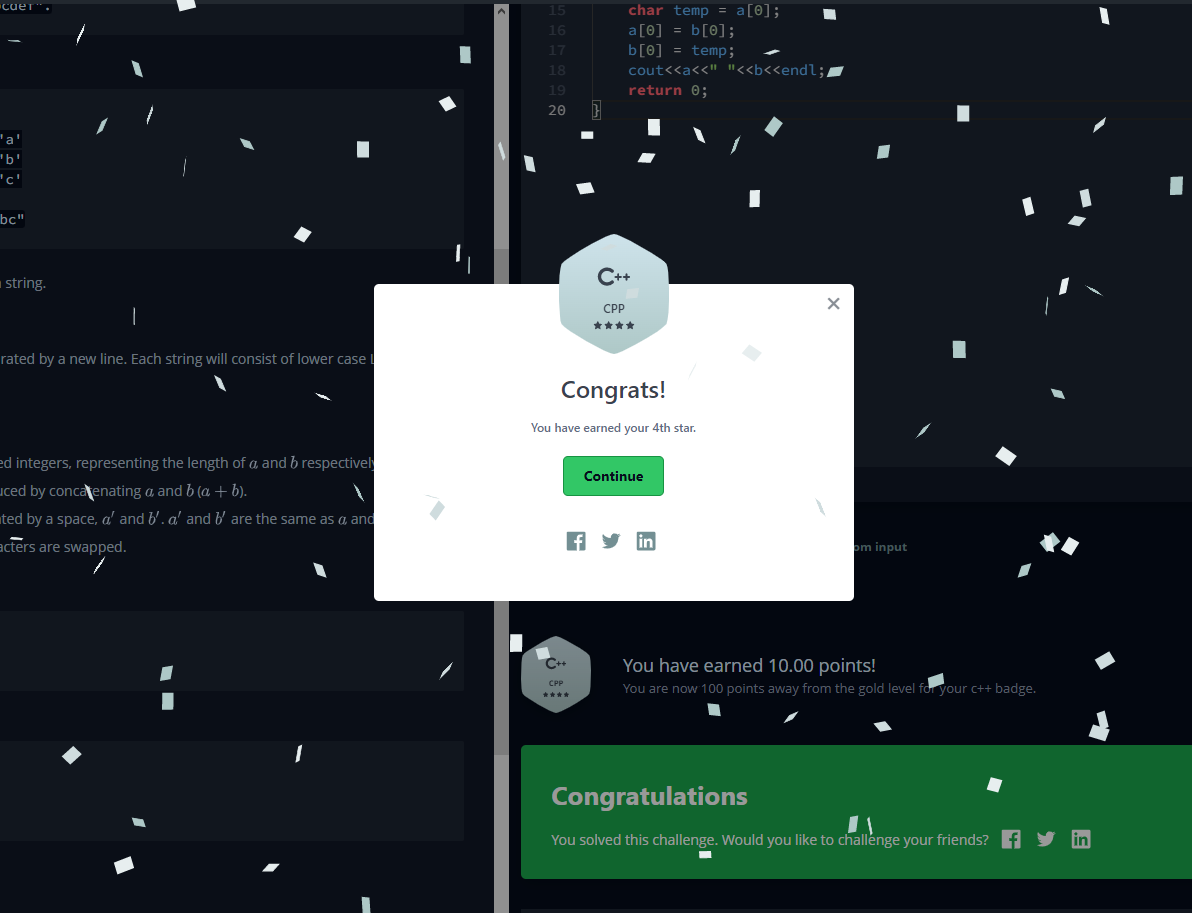 bcdef".
'a'
'b'
'c'
bc"
string.
rated by a new line. Each string will consist of lower case L
ed integers, representing the length of a and b respectively
uced by concatenating a and b (a + b).
ated by a space, a′ and b′. a′ and b′ are the same as a and
acters are swapped.
15 char temp = a[0];
16 a[0] = b[0];
17 b[0] = temp;
18 cout<<a<<" "<<b<<endl;
19 return 0;
20 }
C++
CPP
Congrats!
You have earned your 4th star.
Continue
om input
C++
CPP
You have earned 10.00 points!
You are now 100 points away from the gold level for your c++ badge.
Congratulations
You solved this challenge. Would you like to challenge your friends?